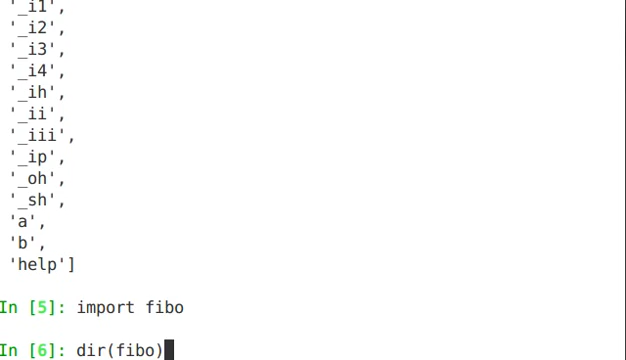 '_i1',
'_i2',
'_i3',
'_i4',
'_ih',
'_ii',
'_iii',
'_ip',
'_oh',
'_sh',
'a',
'b',
'help']
In [5]: import fibo
In [6]: dir(fibo)